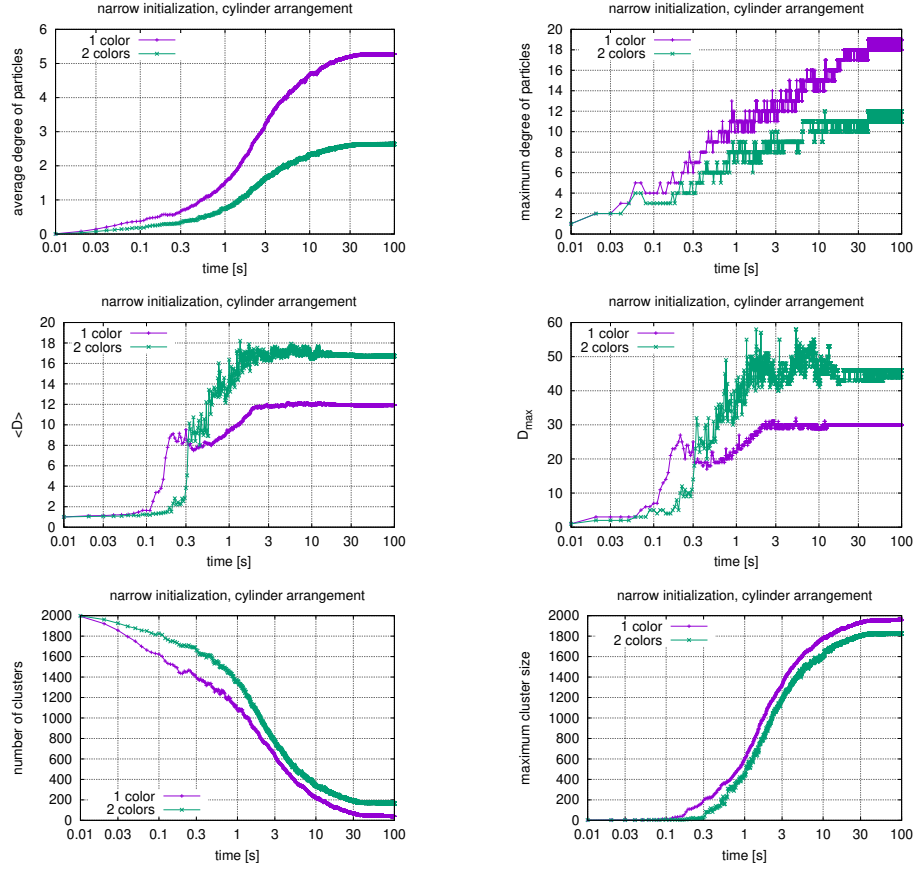 narrow initialization, cylinder arrangement
average degree of particles
6
5
4
3
2
1
0
1 color
2 colors
0.01 0.03 0.1 0.3 1 3 10 30 100
time [s]
narrow initialization, cylinder arrangement
maximum degree of particles
20
18
16
14
12
10
8
6
4
2
0
1 color
2 colors
0.01 0.03 0.1 0.3 1 3 10 30 100
time [s]
narrow initialization, cylinder arrangement
<D>
20
18
16
14
12
10
8
6
4
2
0
1 color
2 colors
0.01 0.03 0.1 0.3 1 3 10 30 100
time [s]
narrow initialization, cylinder arrangement
Dmax
60
50
40
30
20
10
0
1 color
2 colors
0.01 0.03 0.1 0.3 1 3 10 30 100
time [s]
narrow initialization, cylinder arrangement
number of clusters
2000
1800
1600
1400
1200
1000
800
600
400
200
0
1 color
2 colors
0.01 0.03 0.1 0.3 1 3 10 30 100
time [s]
narrow initialization, cylinder arrangement
maximum cluster size
2000
1800
1600
1400
1200
1000
800
600
400
200
0
1 color
2 colors
0.01 0.03 0.1 0.3 1 3 10 30 100
time [s]